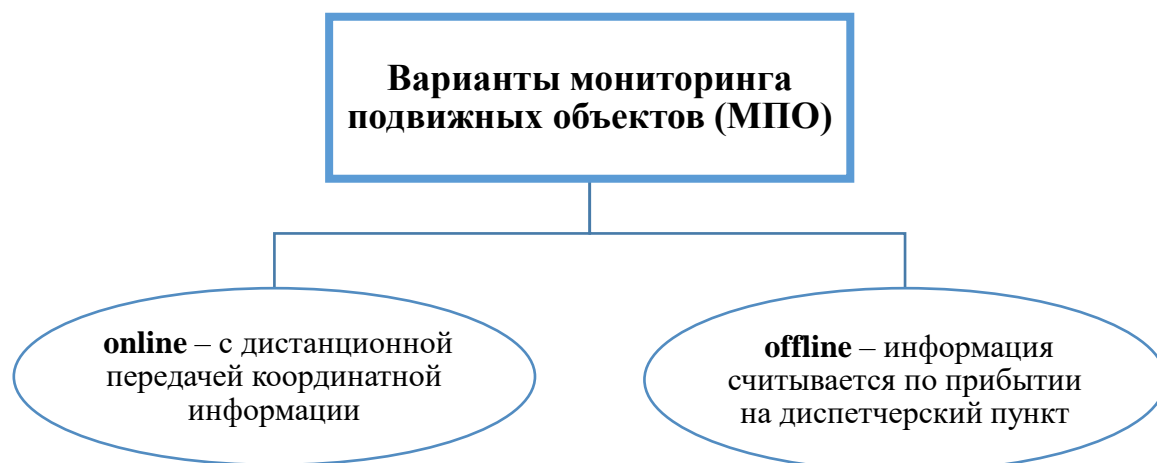 Варианты мониторинга
подвижных объектов (МПО)
online – с дистанционной
передачей координатной
информации
offline – информация
считывается по прибытии
на диспетчерский пункт